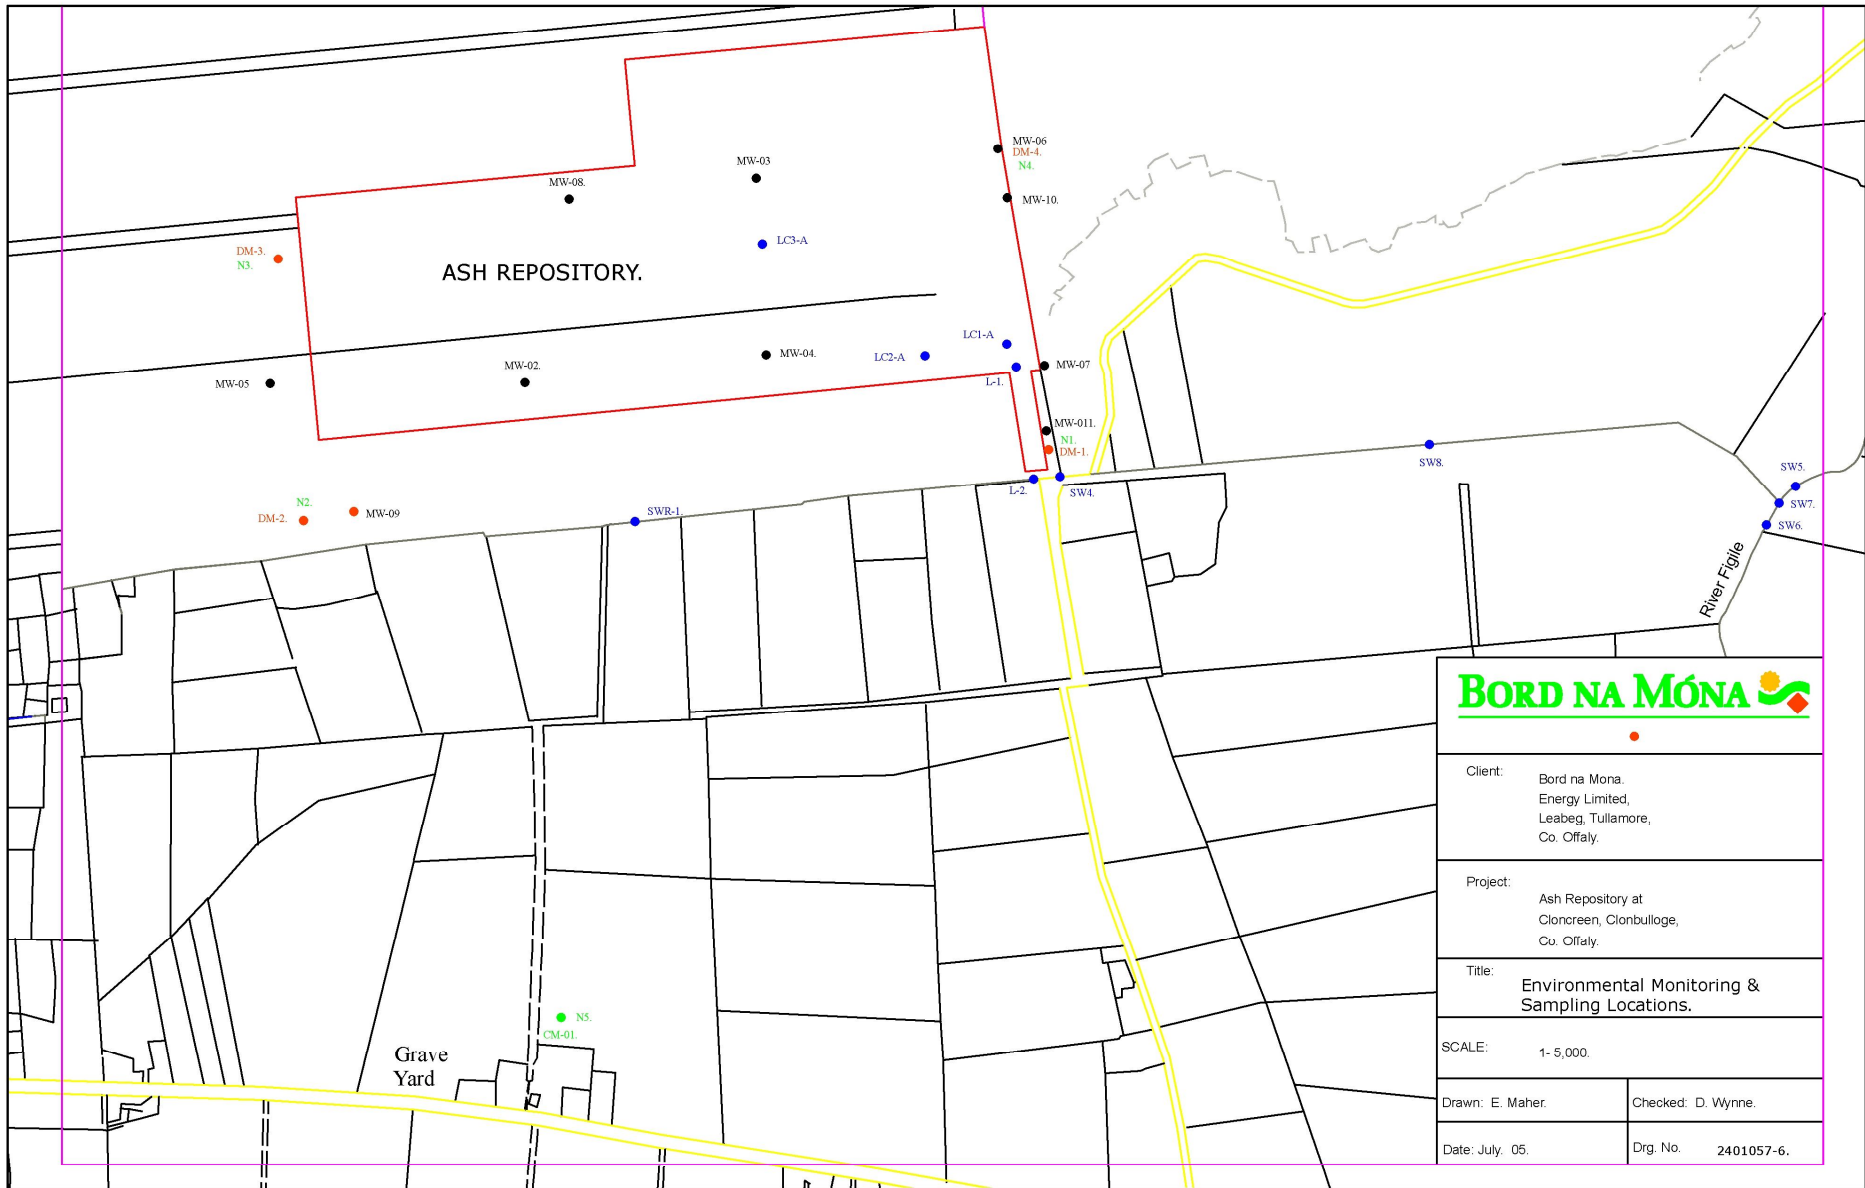 MW-06
DM-4.
N4.
MW-03
MW-08.
MW-10.
LC3-A
DM-3.
N3.
ASH REPOSITORY.
LC1-A
LC2-A
MW-04.
MW-07
MW-02.
L-1.
MW-05
MW-011.
N1.
DM-1.
SW8.
SW5.
L-2.
SW4.
N2.
SW7.
DM-2.
MW-09
SWR-1.
SW6.
River Figile
BORD NA MÓNA
Client:
Bord na Mona.
Energy Limited,
Leabeg, Tullamore,
Co. Offaly.
Project:
Ash Repository at
Cloncreen, Clonbulloge,
Co. Offaly.
Title:
Environmental Monitoring &
Sampling Locations.
N5.
CM-01.
SCALE: 1- 5,000.
Grave
Yard
Drawn: E. Maher. Checked: D. Wynne.
Date: July. 05. Drg. No. 2401057-6.